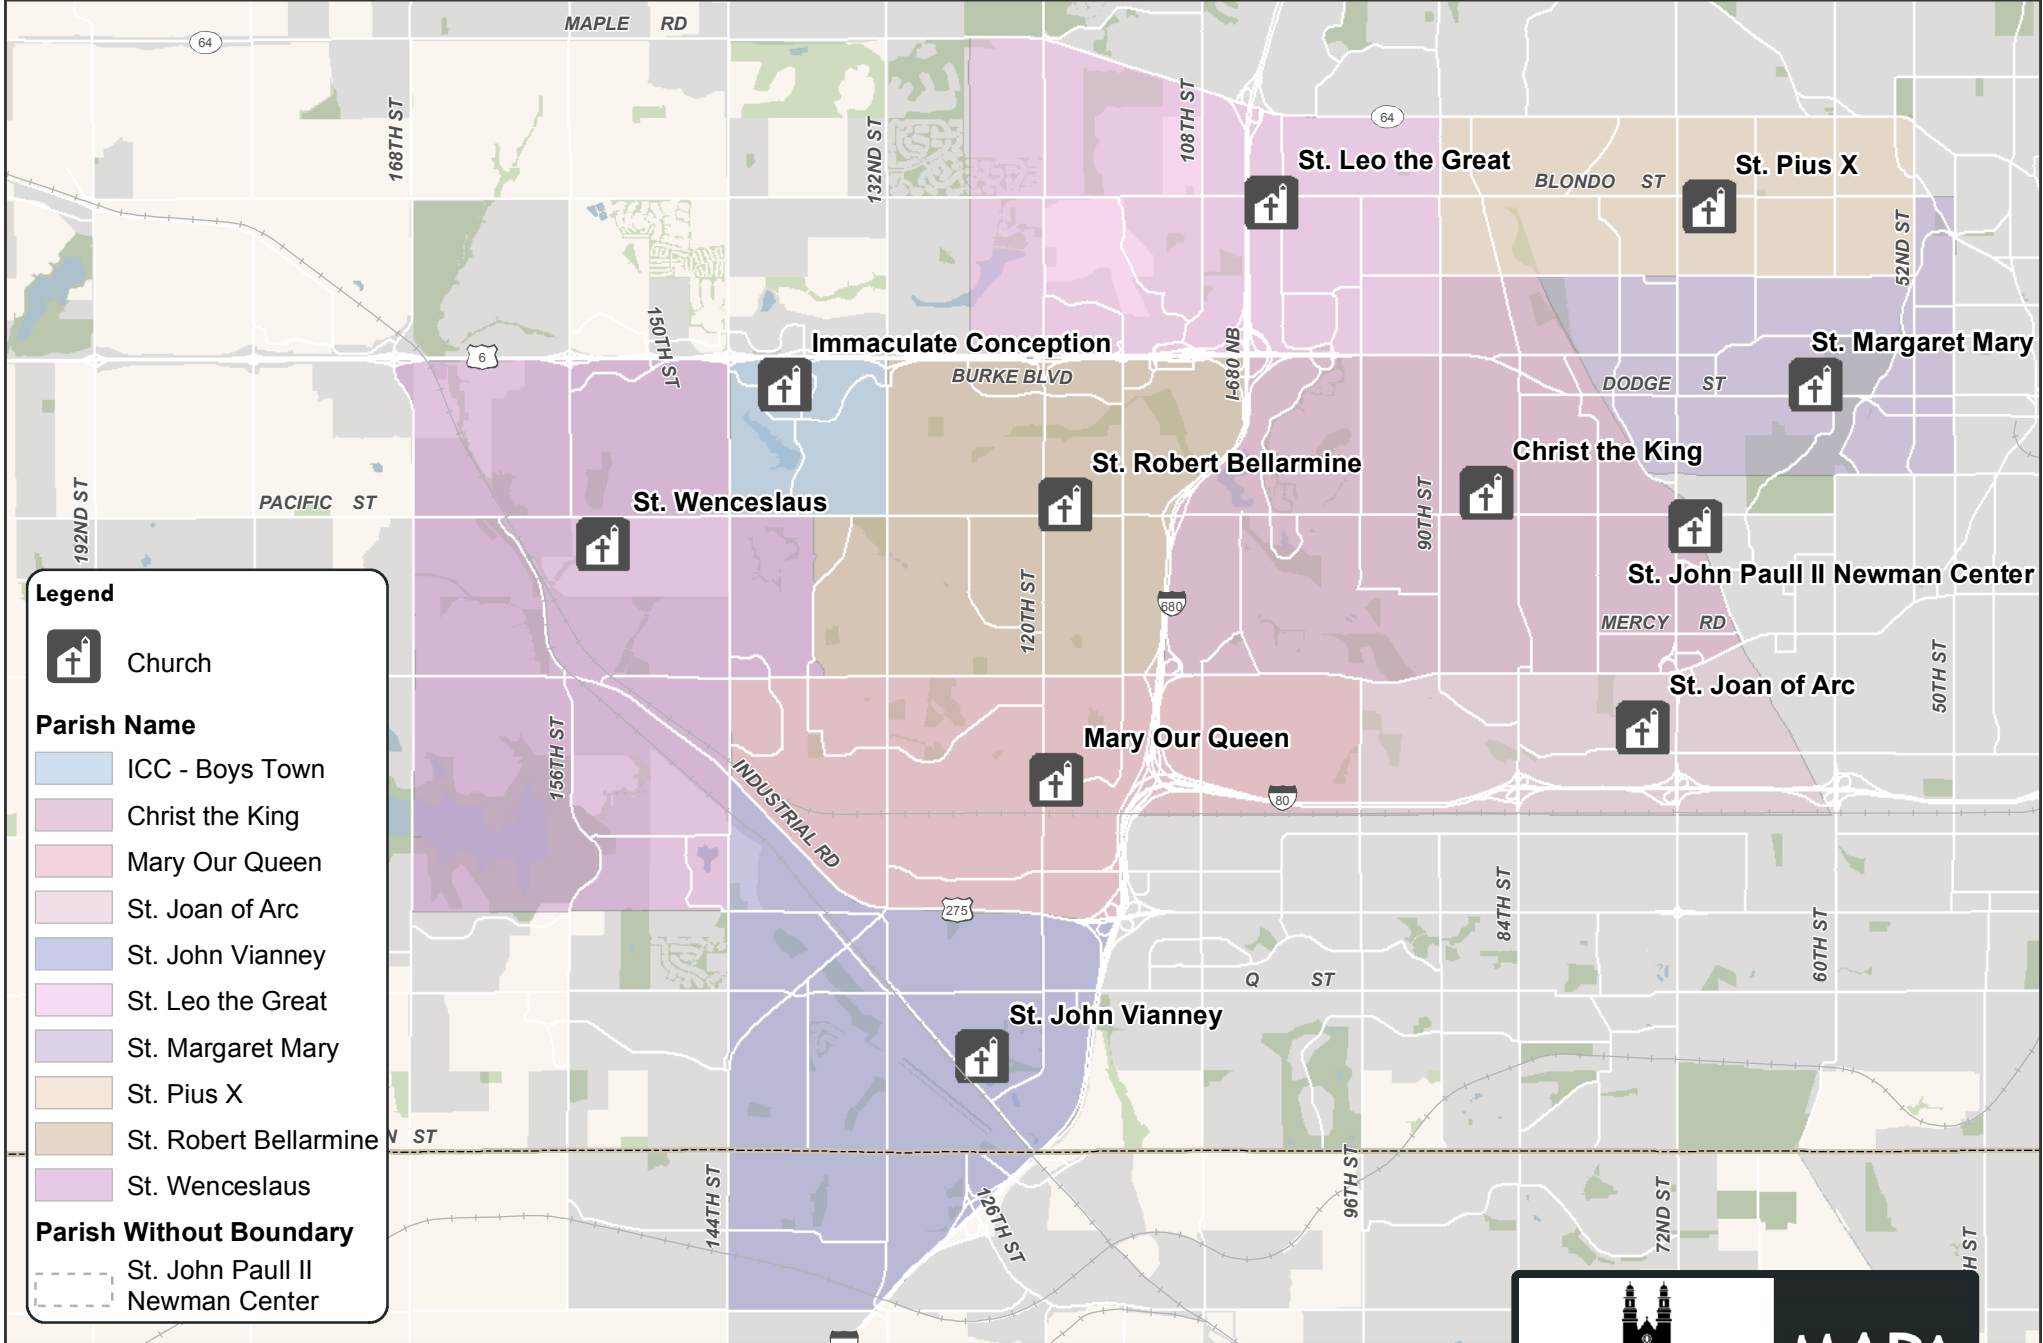 MAPLE RD
64
168TH ST
132ND ST
108TH ST
64
St. Leo the Great
St. Pius X
BLONDO ST
52ND ST
150TH ST
6
Immaculate Conception
BURKE BLVD
I-680 NB
St. Margaret Mary
DODGE ST
St. Robert Bellarmine
Christ the King
192ND ST
PACIFIC ST
St. Wenceslaus
90TH ST
St. John Paull II Newman Center
120TH ST
680
MERCY RD
50TH ST
St. Joan of Arc
156TH ST
Mary Our Queen
INDUSTRIAL RD
80
84TH ST
275
60TH ST
Q ST
St. John Vianney
N ST
144TH ST
126TH ST
96TH ST
72ND ST
TH ST
Legend
Church
Parish Name
ICC - Boys Town
Christ the King
Mary Our Queen
St. Joan of Arc
St. John Vianney
St. Leo the Great
St. Margaret Mary
St. Pius X
St. Robert Bellarmine
St. Wenceslaus
Parish Without Boundary
St. John Paull II
Newman Center